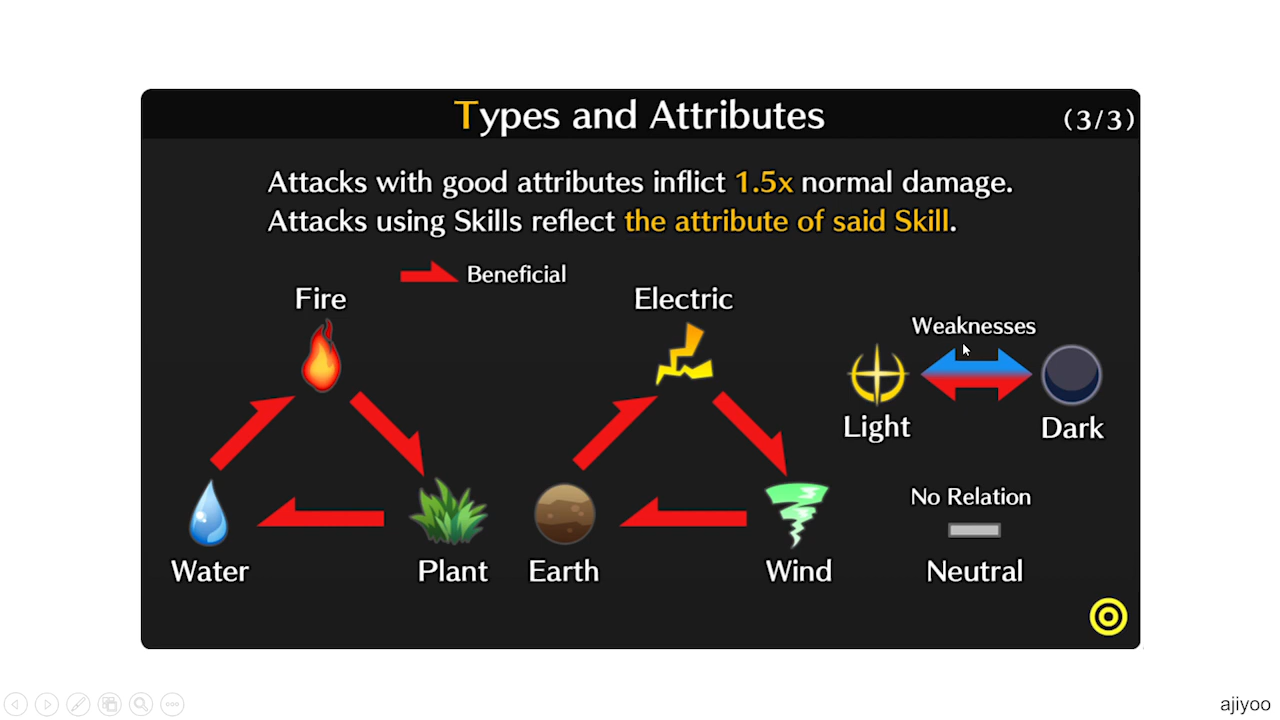 Types and Attributes
(3/3)
Attacks with good attributes inflict 1.5x normal damage.
Attacks using Skills reflect the attribute of said Skill.
Beneficial
Fire
Electric
Weaknesses
Light
Dark
No Relation
Water
Plant
Earth
Wind
Neutral
ajiyoo